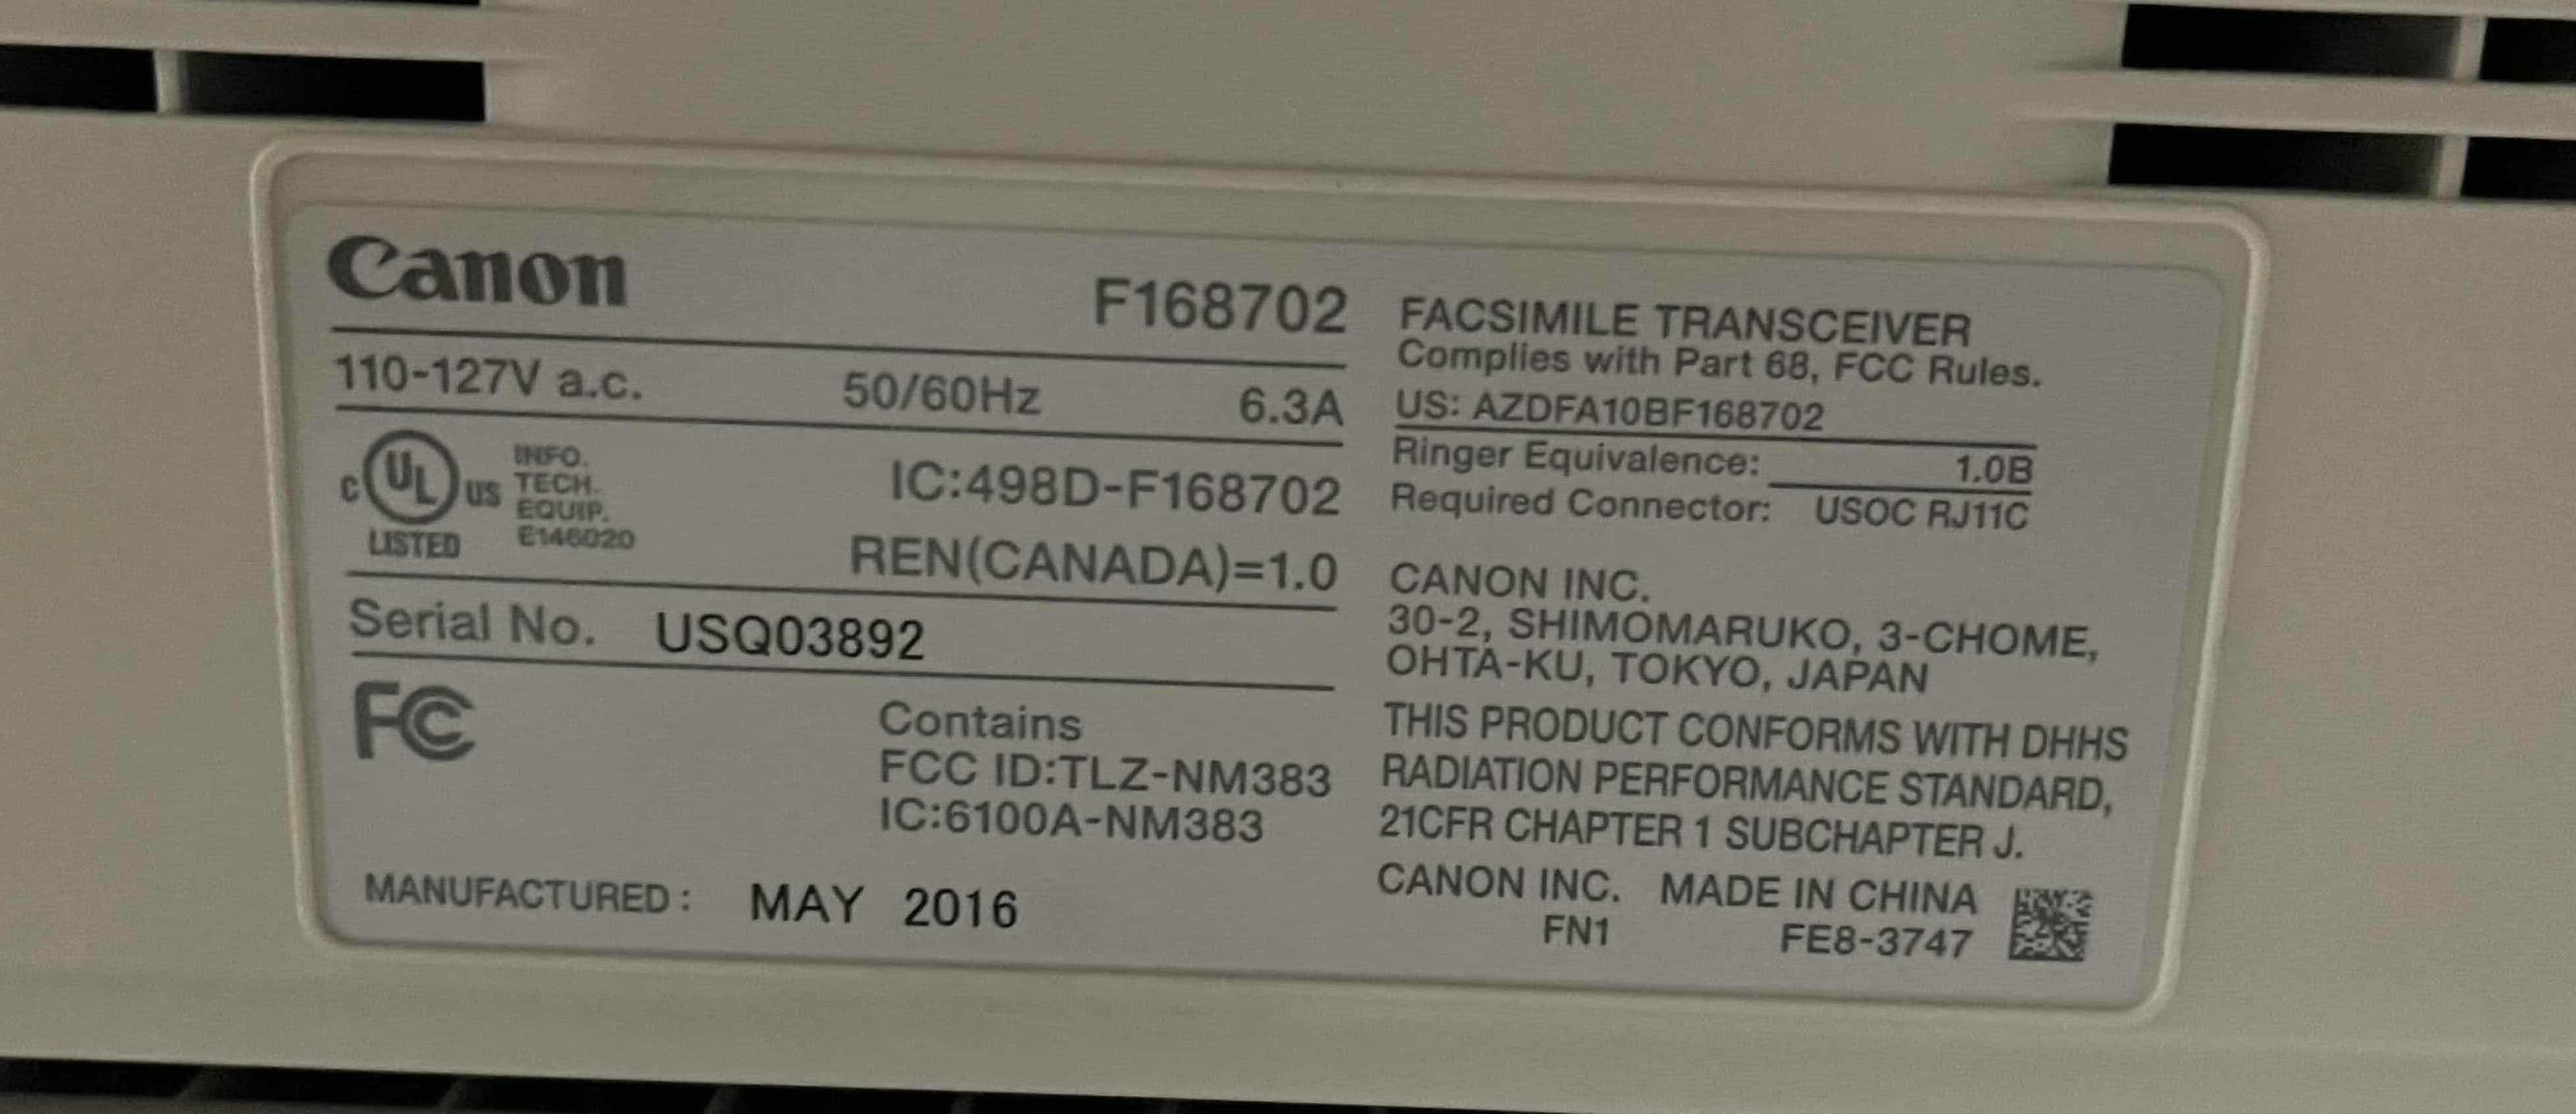 Canon
F168702
110-127V a.c. 50/60Hz 6.3A
C UL US
LISTED
INFO.
TECH.
EQUIP.
E146020
IC:498D-F168702
REN(CANADA)=1.0
Serial No. USQ03892
FC
Contains
FCC ID:TLZ-NM383
IC:6100A-NM383
MANUFACTURED: MAY 2016
FACSIMILE TRANSCEIVER
Complies with Part 68, FCC Rules.
US: AZDFA10BF168702
Ringer Equivalence: 1.0B
Required Connector: USOC RJ11C
CANON INC.
30-2, SHIMOMARUKO, 3-CHOME,
OHTA-KU, TOKYO, JAPAN
THIS PRODUCT CONFORMS WITH DHHS
RADIATION PERFORMANCE STANDARD,
21CFR CHAPTER 1 SUBCHAPTER J.
CANON INC. MADE IN CHINA
FN1 FE8-3747